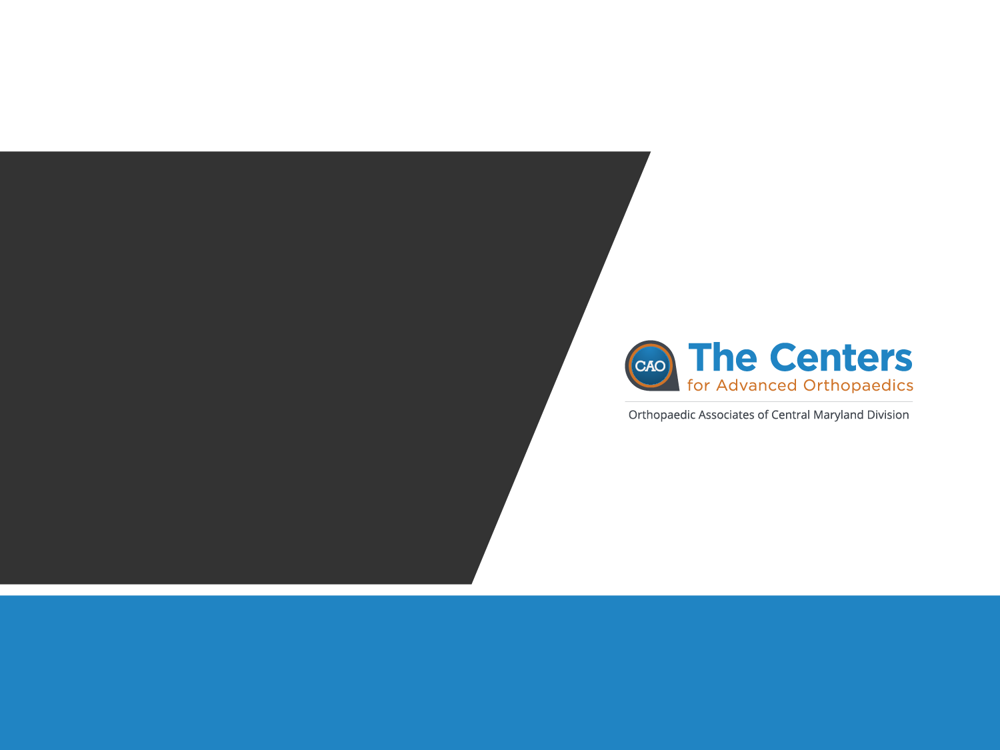 CAO
The Centers
for Advanced Orthopaedics
Orthopaedic Associates of Central Maryland Division